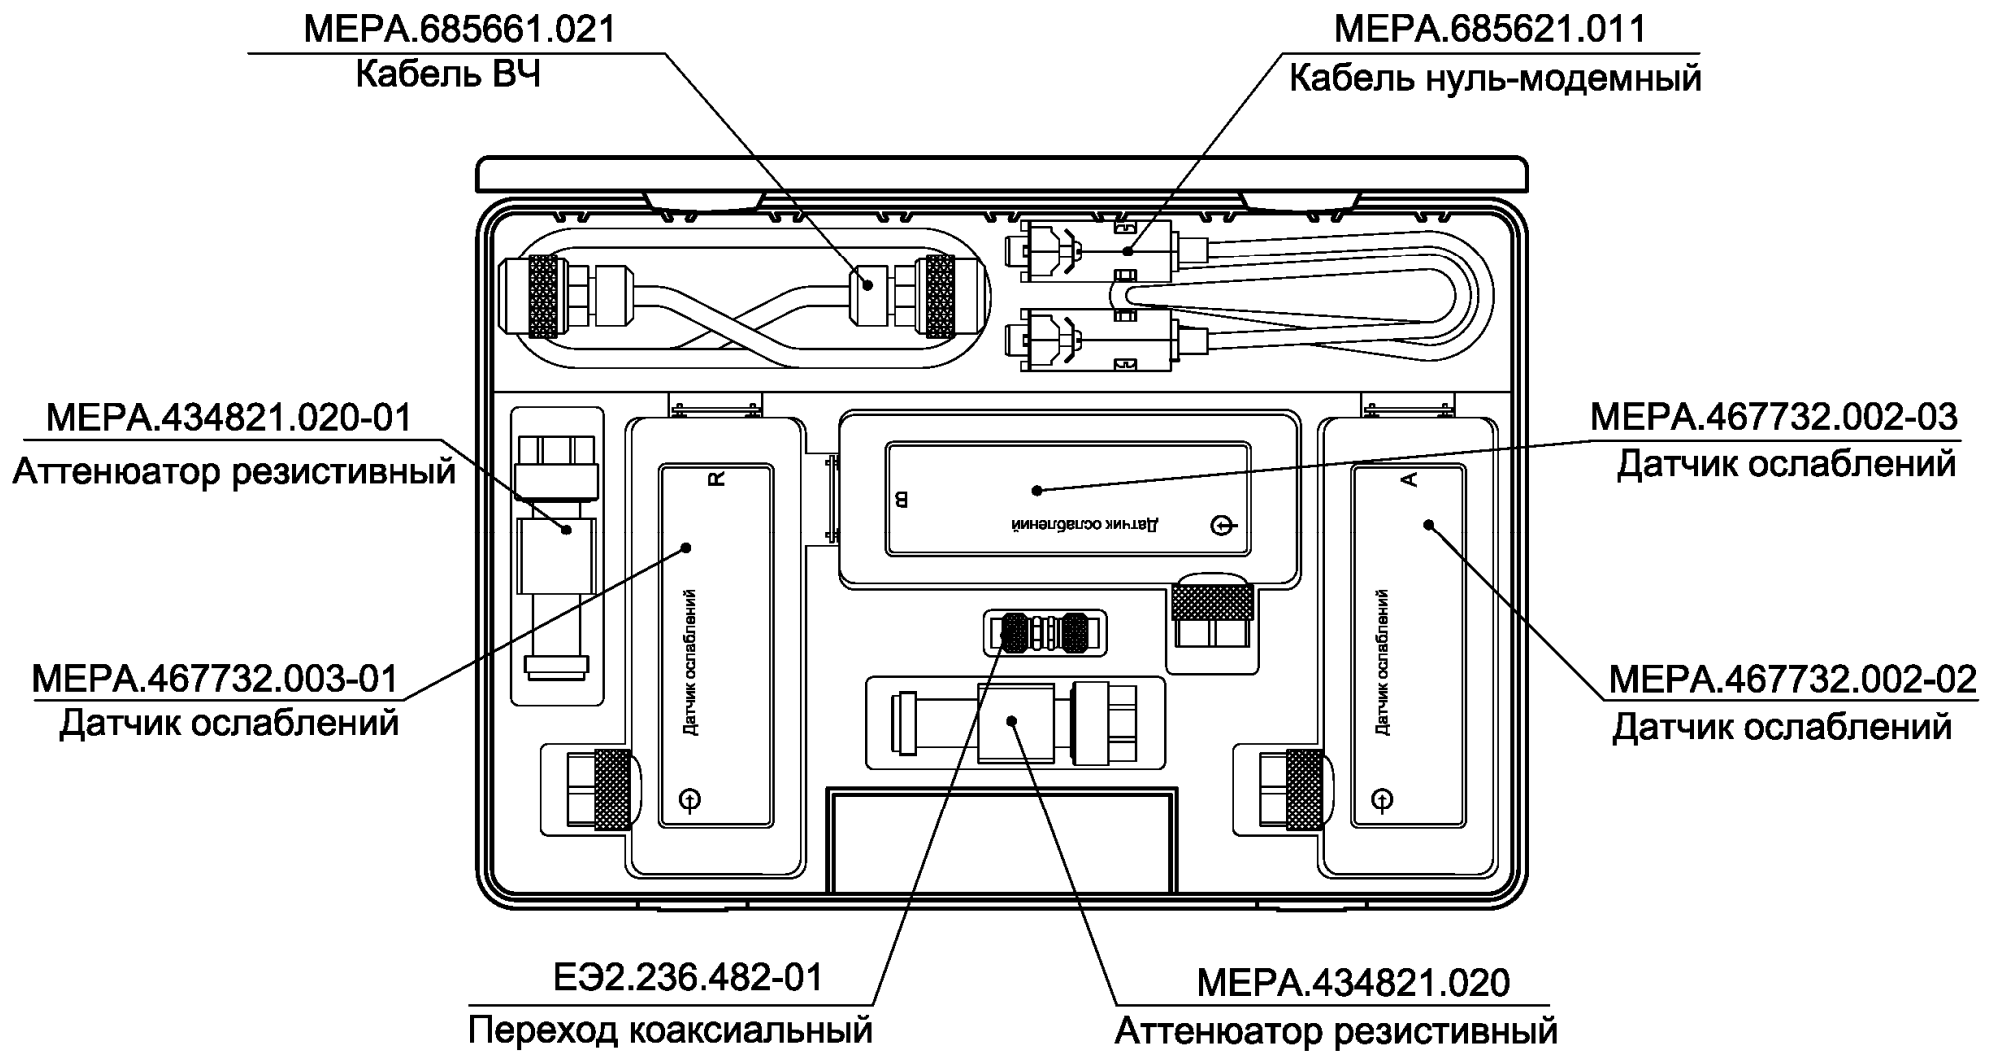 МЕРА.685661.021
Кабель ВЧ
МЕРА.685621.011
Кабель нуль-модемный
МЕРА.434821.020-01
Аттенюатор резистивный
МЕРА.467732.002-03
Датчик ослаблений
R
Датчик ослаблений
В
Датчик ослаблений
А
Датчик ослаблений
МЕРА.467732.003-01
Датчик ослаблений
МЕРА.467732.002-02
Датчик ослаблений
ЕЭ2.236.482-01
Переход коаксиальный
МЕРА.434821.020
Аттенюатор резистивный